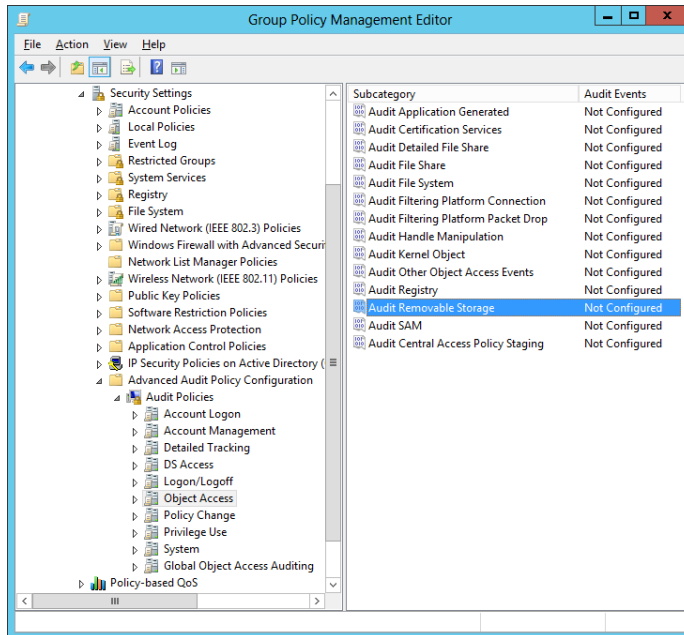 Group Policy Management Editor
File Action View Help
Security Settings
Account Policies
Local Policies
Event Log
Restricted Groups
System Services
Registry
File System
Wired Network (IEEE 802.3) Policies
Windows Firewall with Advanced Securi
Network List Manager Policies
Wireless Network (IEEE 802.11) Policies
Public Key Policies
Software Restriction Policies
Network Access Protection
Application Control Policies
IP Security Policies on Active Directory (
Advanced Audit Policy Configuration
Audit Policies
Account Logon
Account Management
Detailed Tracking
DS Access
Logon/Logoff
Object Access
Policy Change
Privilege Use
System
Global Object Access Auditing
Policy-based QoS
Subcategory Audit Events
Audit Application Generated Not Configured
Audit Certification Services Not Configured
Audit Detailed File Share Not Configured
Audit File Share Not Configured
Audit File System Not Configured
Audit Filtering Platform Connection Not Configured
Audit Filtering Platform Packet Drop Not Configured
Audit Handle Manipulation Not Configured
Audit Kernel Object Not Configured
Audit Other Object Access Events Not Configured
Audit Registry Not Configured
Audit Removable Storage Not Configured
Audit SAM Not Configured
Audit Central Access Policy Staging Not Configured